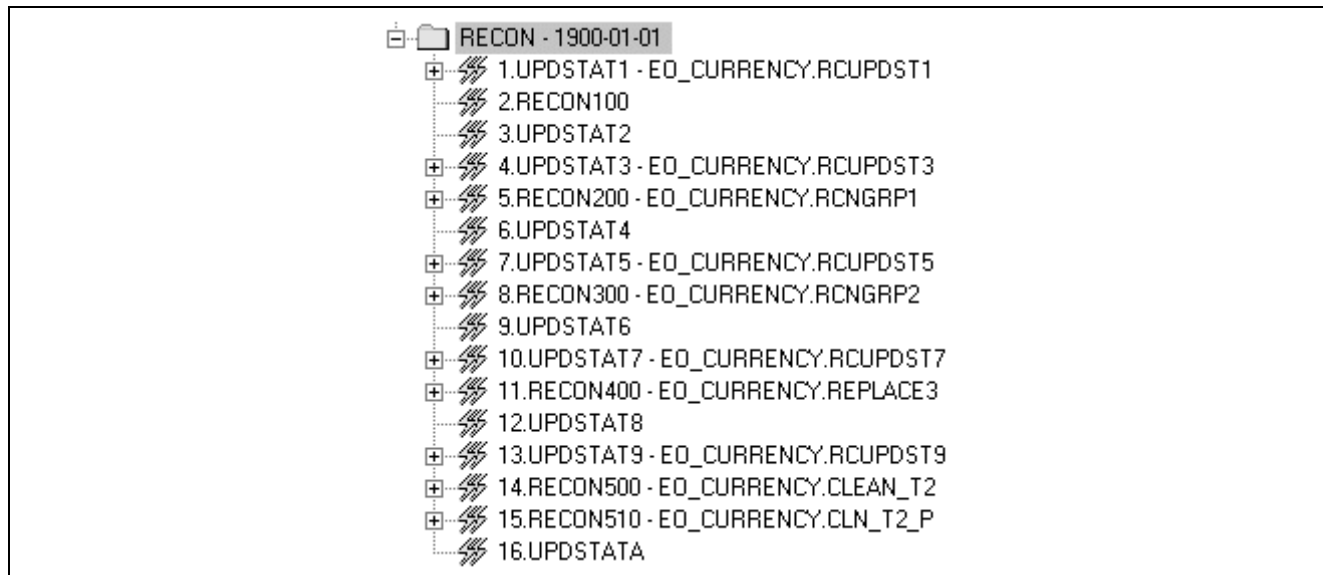 RECON - 1900-01-01
1.UPDSTAT1 - EO_CURRENCY.RCUPDST1
2.RECON100
3.UPDSTAT2
4.UPDSTAT3 - EO_CURRENCY.RCUPDST3
5.RECON200 - EO_CURRENCY.RCNGRP1
6.UPDSTAT4
7.UPDSTAT5 - EO_CURRENCY.RCUPDST5
8.RECON300 - EO_CURRENCY.RCNGRP2
9.UPDSTAT6
10.UPDSTAT7 - EO_CURRENCY.RCUPDST7
11.RECON400 - EO_CURRENCY.REPLACE3
12.UPDSTAT8
13.UPDSTAT9 - EO_CURRENCY.RCUPDST9
14.RECON500 - EO_CURRENCY.CLEAN_T2
15.RECON510 - EO_CURRENCY.CLN_T2_P
16.UPDSTATA